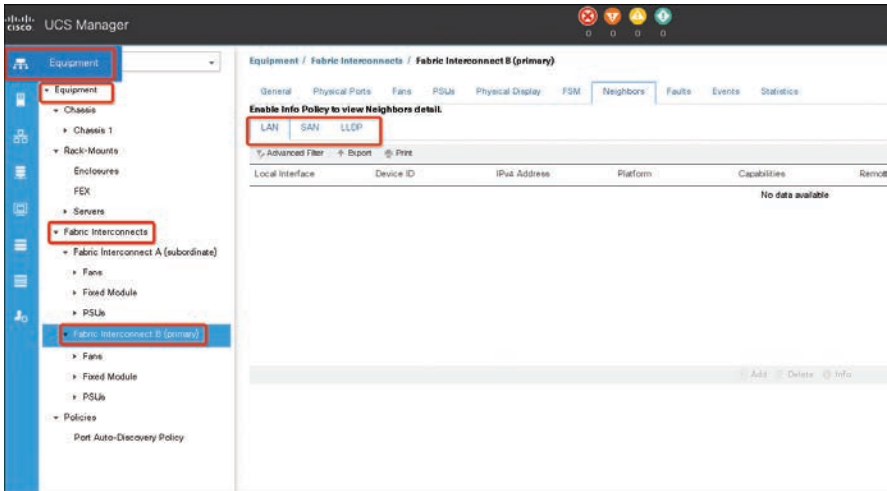 cisco UCS Manager
0 0 0 0
Equipment
Equipment / Fabric Interconnects / Fabric Interconnect B (primary)
Equipment
Chassis
Chassis 1
Rack-Mounts
Enclosures
FEX
Servers
Fabric Interconnects
Fabric Interconnect A (subordinate)
Fans
Fixed Module
PSUs
Fabric Interconnect B (primary)
Fans
Fixed Module
PSUs
Policies
Port Auto-Discovery Policy
General Physical Ports Fans PSUs Physical Display FSM Neighbors Faults Events Statistics
Enable Info Policy to view Neighbors detail.
LAN SAN LLDP
Advanced Filter Export Print
Local Interface Device ID IPv4 Address Platform Capabilities
No data available
Add Delete Info